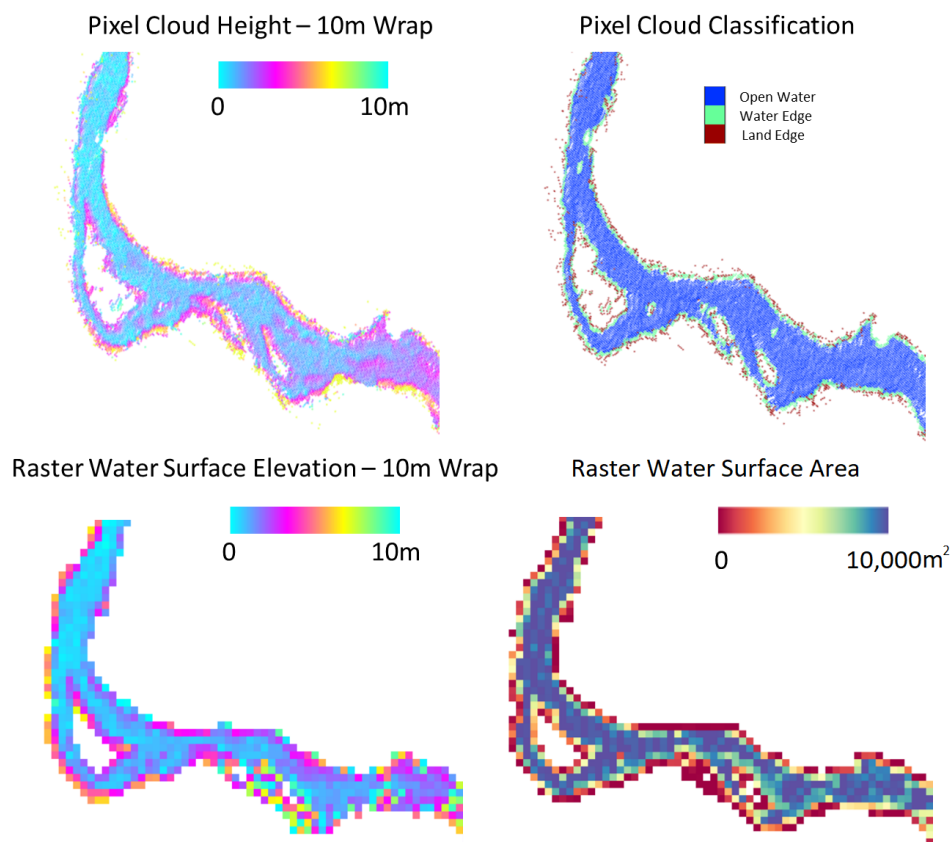 Pixel Cloud Height – 10m Wrap
0
10m
Pixel Cloud Classification
Open Water
Water Edge
Land Edge
Raster Water Surface Elevation – 10m Wrap
0
10m
Raster Water Surface Area
0
10,000m²